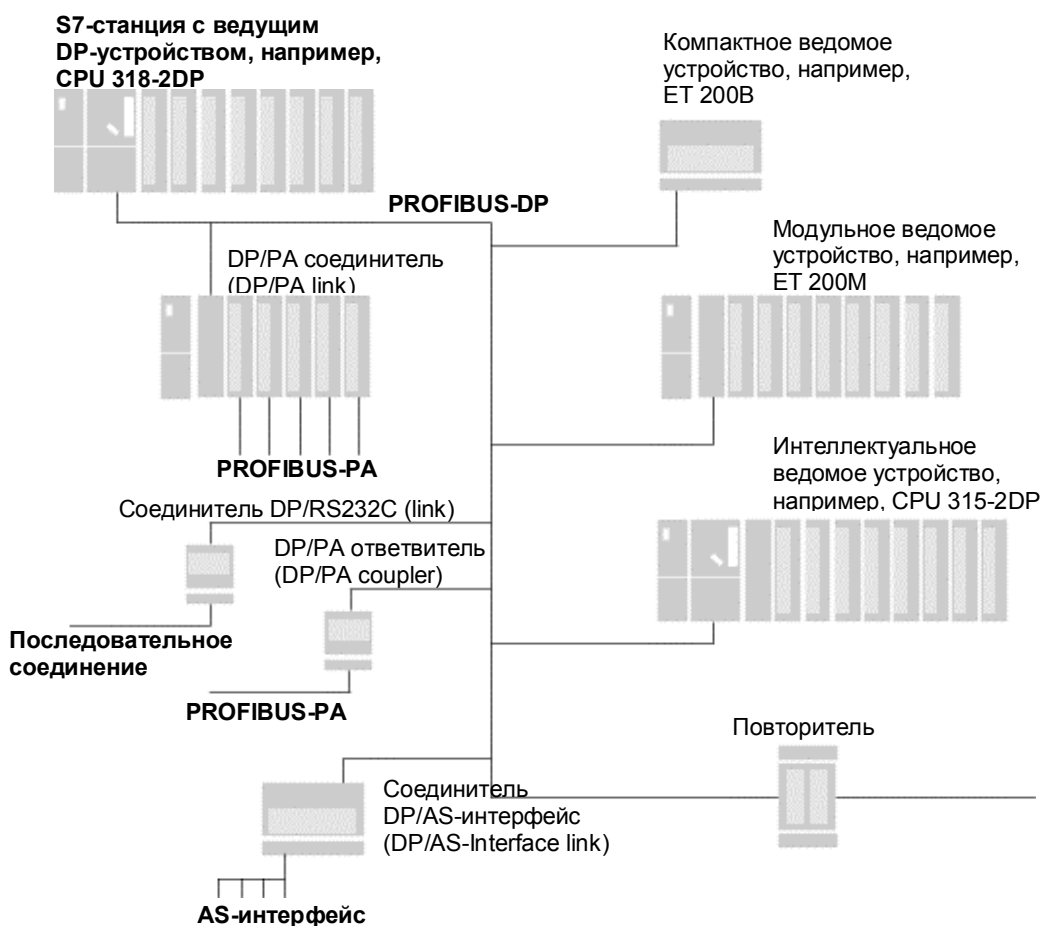 S7-станция с ведущим
DP-устройством, например,
CPU 318-2DP
Компактное ведомое
устройство, например,
ET 200B
PROFIBUS-DP
DP/PA соединитель
(DP/PA link)
Модульное ведомое
устройство, например,
ET 200M
PROFIBUS-PA
Интеллектуальное
ведомое устройство,
например, CPU 315-2DP
Соединитель DP/RS232C (link)
DP/PA ответвитель
(DP/PA coupler)
Последовательное
соединение
PROFIBUS-PA
Повторитель
Соединитель
DP/AS-интерфейс
(DP/AS-Interface link)
AS-интерфейс